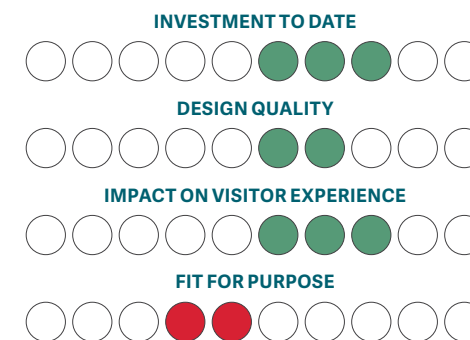 INVESTMENT TO DATE
DESIGN QUALITY
IMPACT ON VISITOR EXPERIENCE
FIT FOR PURPOSE